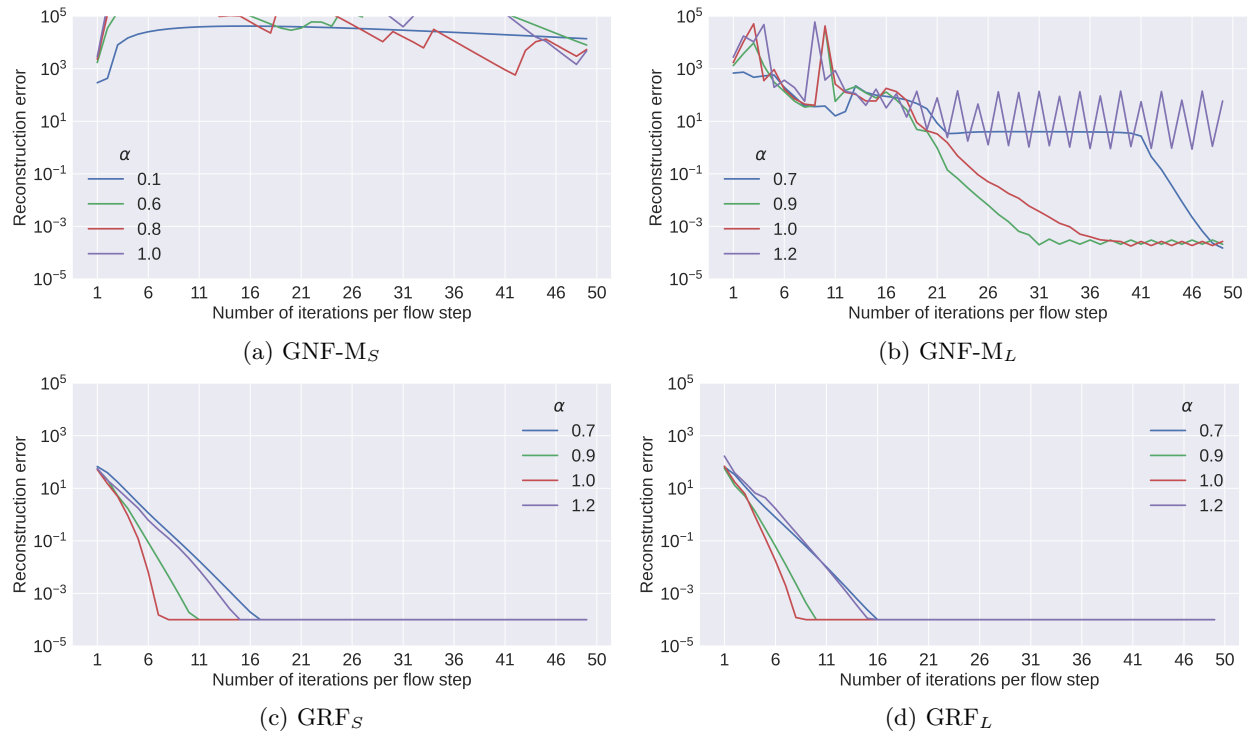 Reconstruction error
10^5
10^3
10^1
10^−1
10^−3
10^−5
α
0.1
0.6
0.8
1.0
1 6 11 16 21 26 31 36 41 46 50
Number of iterations per flow step
(a) GNF-M_S
Reconstruction error
10^5
10^3
10^1
10^−1
10^−3
10^−5
α
0.7
0.9
1.0
1.2
1 6 11 16 21 26 31 36 41 46 50
Number of iterations per flow step
(b) GNF-M_L
Reconstruction error
10^5
10^3
10^1
10^−1
10^−3
10^−5
α
0.7
0.9
1.0
1.2
1 6 11 16 21 26 31 36 41 46 50
Number of iterations per flow step
(c) GRF_S
Reconstruction error
10^5
10^3
10^1
10^−1
10^−3
10^−5
α
0.7
0.9
1.0
1.2
1 6 11 16 21 26 31 36 41 46 50
Number of iterations per flow step
(d) GRF_L